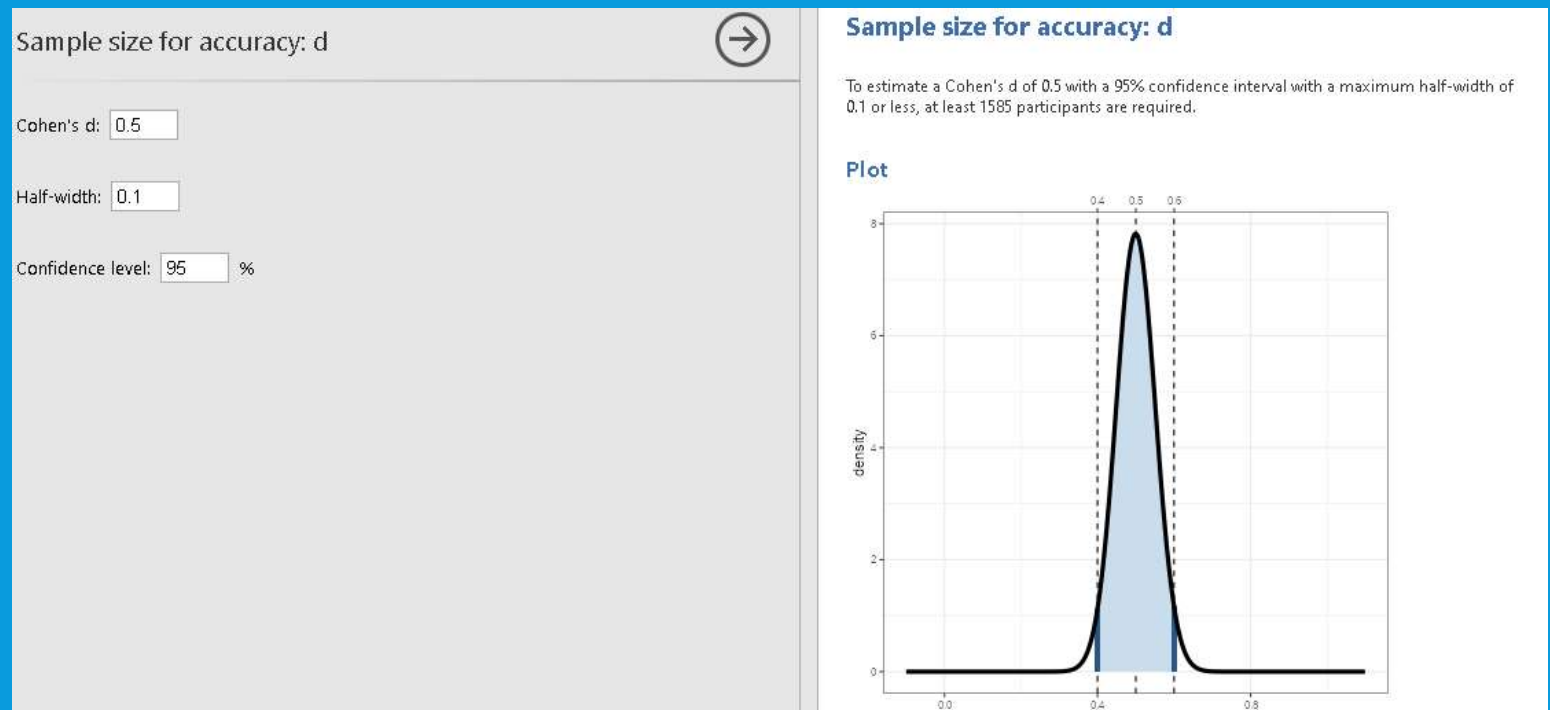 Sample size for accuracy: d
Cohen's d: 0.5
Half-width: 0.1
Confidence level: 95 %
Sample size for accuracy: d
To estimate a Cohen's d of 0.5 with a 95% confidence interval with a maximum half-width of
0.1 or less, at least 1585 participants are required.
Plot
0.4 0.5 0.6
8
6
density
4
2
0
0.0 0.4 0.8